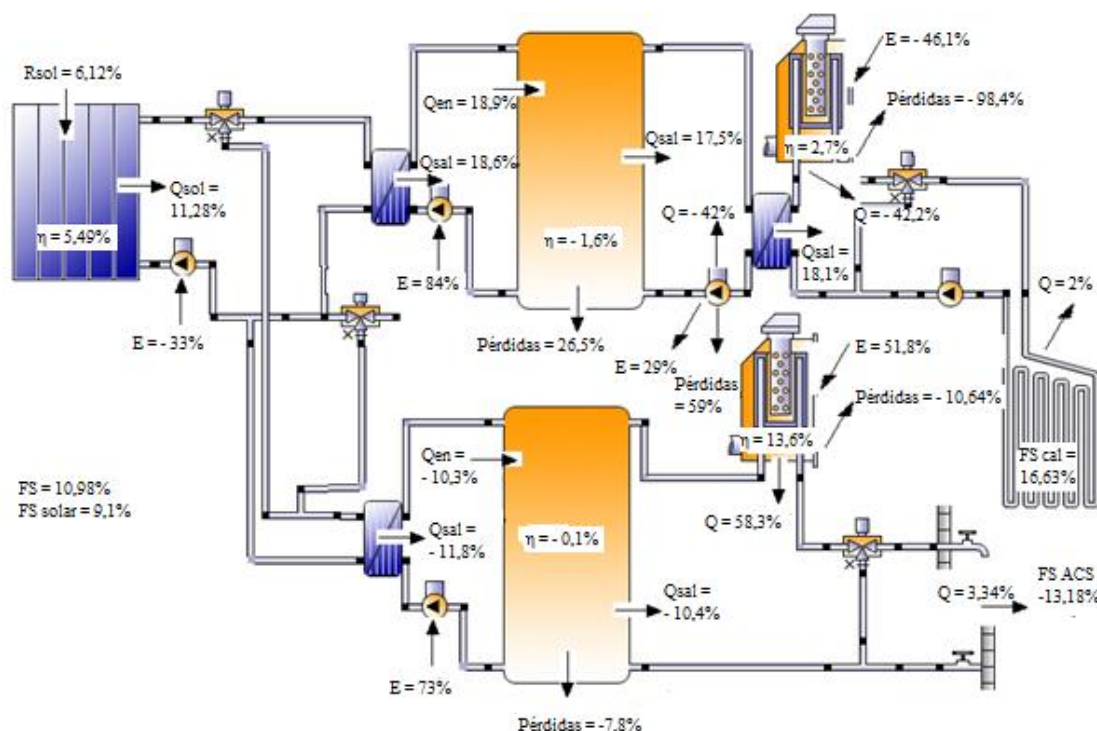 E = - 46,1%
Rsol = 6,12%
Qen = 18,9%
Pérdidas = - 98,4%
Qsal = 17,5%
η = 2,7%
Qsal = 18,6%
Qsol =
11,28%
Q = - 42%
Q = - 42,2%
η = 5,49%
η = - 1,6%
Qsal =
18,1%
E = 84%
Q = 2%
E = - 33%
Pérdidas = 26,5%
E = 29%
E = 51,8%
Pérdidas
= 59%
Pérdidas = - 10,64%
η = 13,6%
Qen =
- 10,3%
FS cal =
16,63%
FS = 10,98%
FS solar = 9,1%
Q = 58,3%
Qsal =
- 11,8%
η = - 0,1%
Qsal =
- 10,4%
Q = 3,34%
FS ACS
-13,18%
E = 73%
Pérdidas = -7,8%